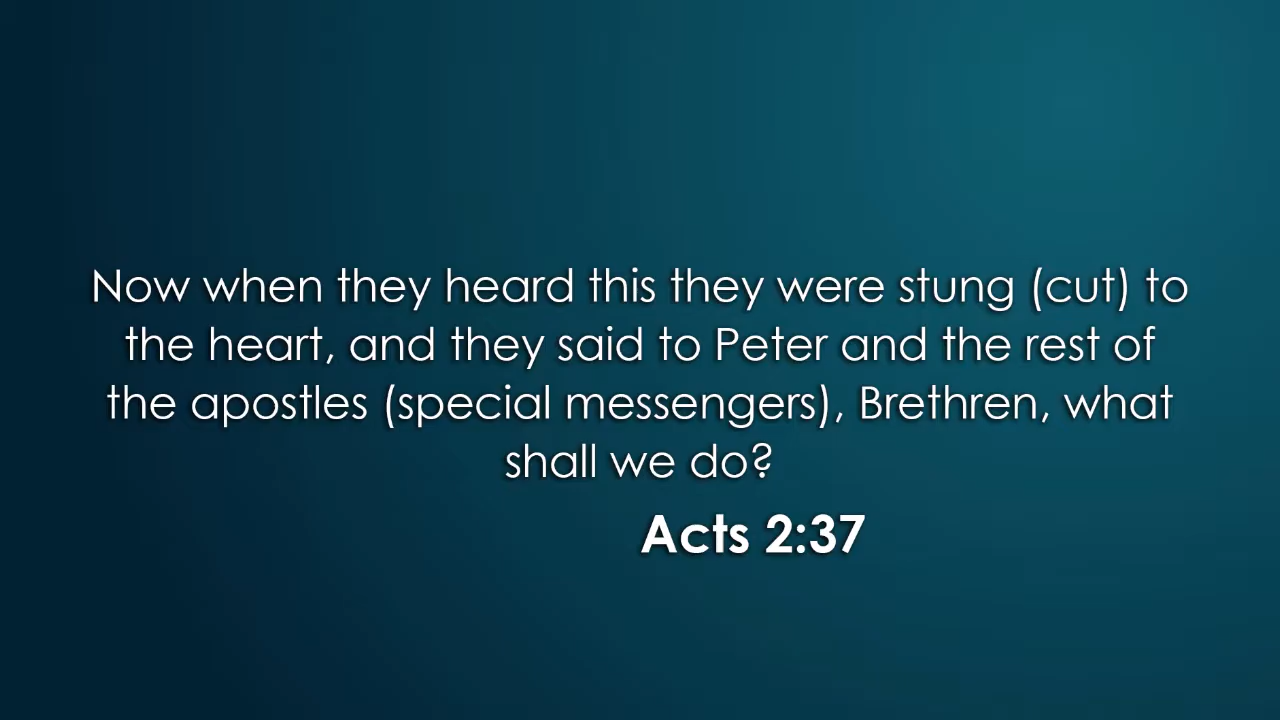 Now when they heard this they were stung (cut) to
the heart, and they said to Peter and the rest of
the apostles (special messengers), Brethren, what
shall we do?
Acts 2:37